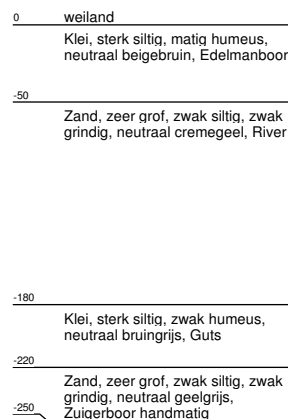 0 weiland
Klei, sterk siltig, matig humeus,
neutraal beigebruin, Edelmanboor
-50
Zand, zeer grof, zwak siltig, zwak
grindig, neutraal cremegeel, River
-180
Klei, sterk siltig, zwak humeus,
neutraal bruingrijs, Guts
-220
Zand, zeer grof, zwak siltig, zwak
grindig, neutraal geelgrijs,
-250 Zuigerboor handmatig